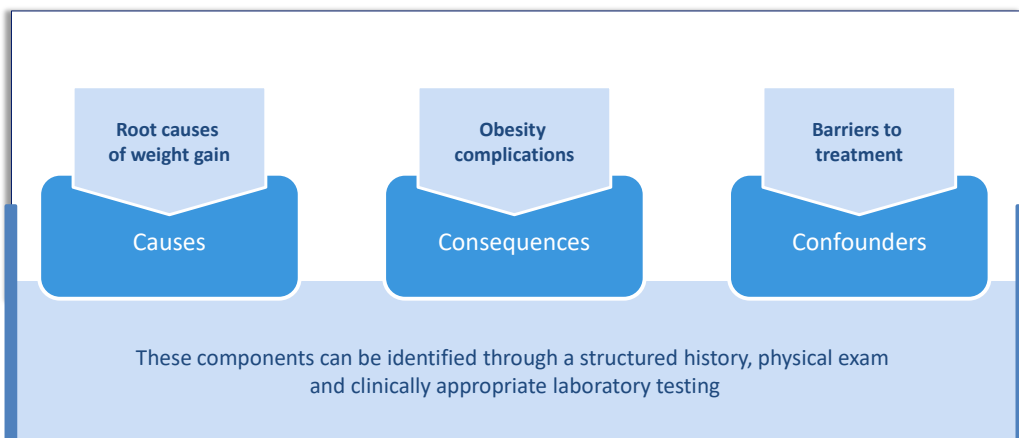 Root causes
of weight gain
Causes
Obesity
complications
Consequences
Barriers to
treatment
Confounders
These components can be identified through a structured history, physical exam
and clinically appropriate laboratory testing